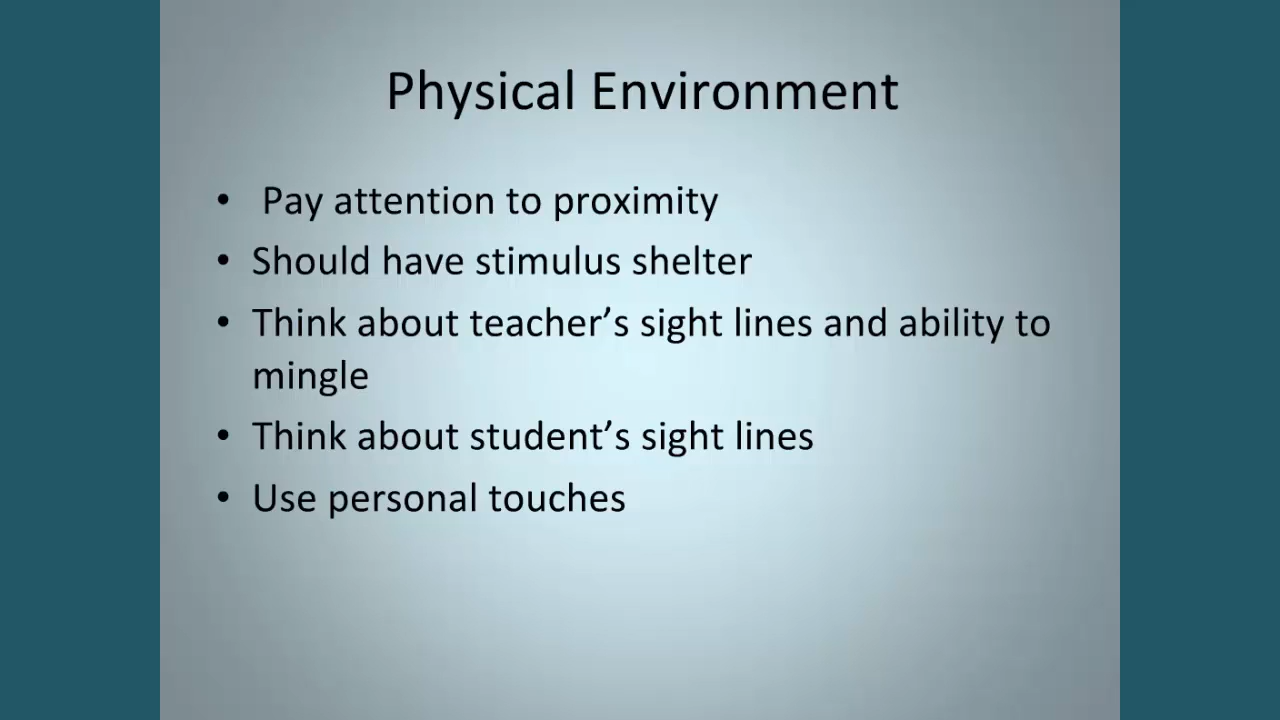 Physical Environment
• Pay attention to proximity
• Should have stimulus shelter
• Think about teacher’s sight lines and ability to
mingle
• Think about student’s sight lines
• Use personal touches